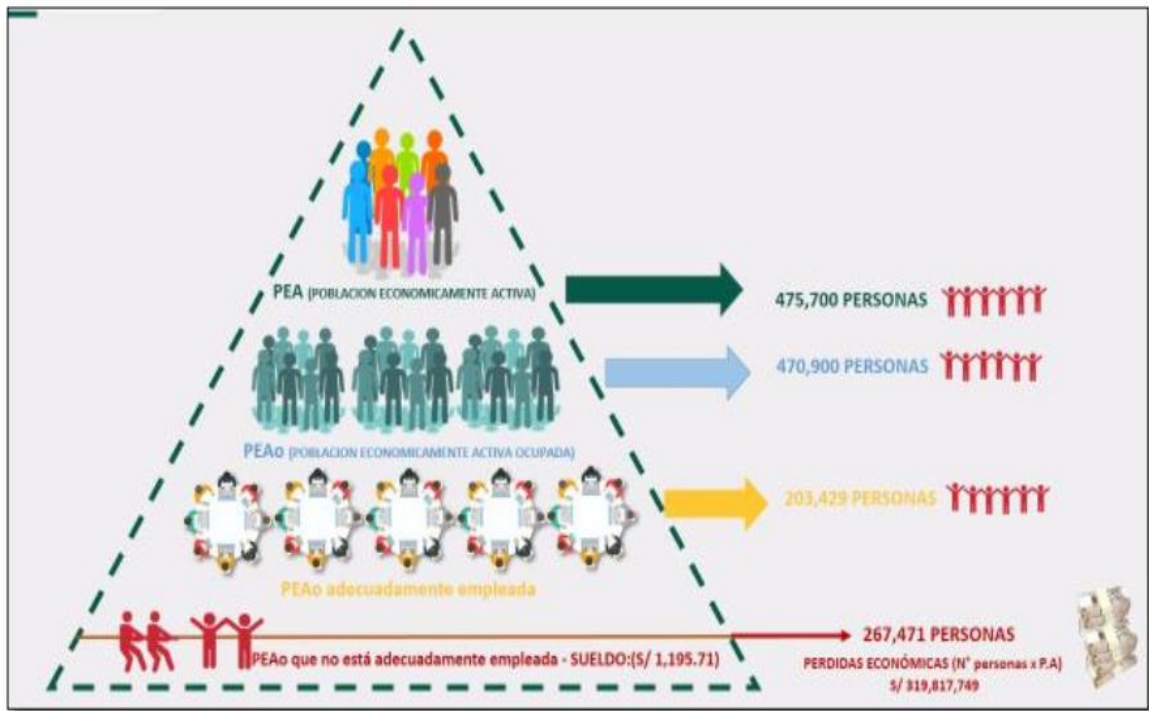 PEA (POBLACION ECONOMICAMENTE ACTIVA)
475,700 PERSONAS
470,900 PERSONAS
PEAo (POBLACION ECONOMICAMENTE ACTIVA OCUPADA)
203,429 PERSONAS
PEAo adecuadamente empleada
267,471 PERSONAS
PEAo que no está adecuadamente empleada - SUELDO:(S/ 1,195.71)
PERDIDAS ECONÓMICAS (N° personas x P.A)
S/ 319,817,749